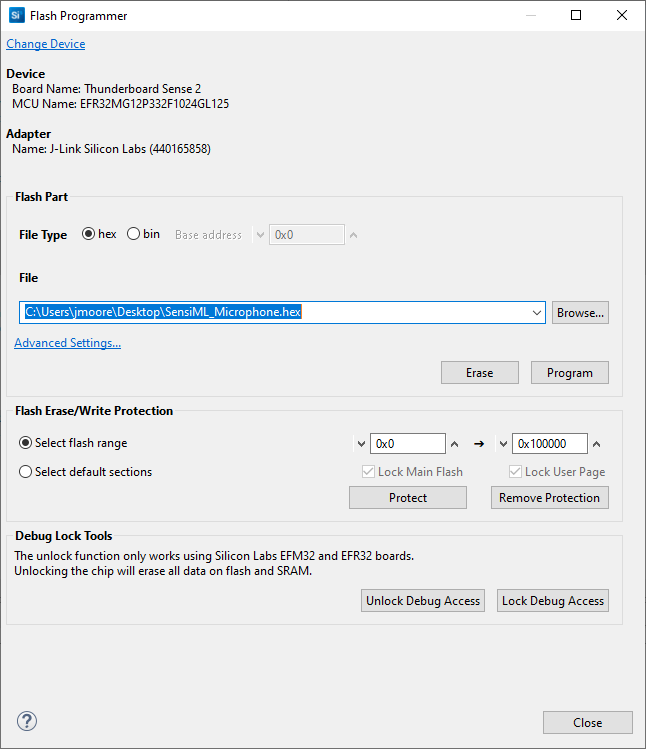 Si Flash Programmer
Change Device
Device
Board Name: Thunderboard Sense 2
MCU Name: EFR32MG12P332F1024GL125
Adapter
Name: J-Link Silicon Labs (440165858)
Flash Part
File Type hex bin Base address 0x0
File
C:\Users\jmoore\Desktop\SensiML_Microphone.hex Browse...
Advanced Settings...
Erase Program
Flash Erase/Write Protection
Select flash range 0x0 ➔ 0x100000
Select default sections Lock Main Flash Lock User Page
Protect Remove Protection
Debug Lock Tools
The unlock function only works using Silicon Labs EFM32 and EFR32 boards.
Unlocking the chip will erase all data on flash and SRAM.
Unlock Debug Access Lock Debug Access
? Close